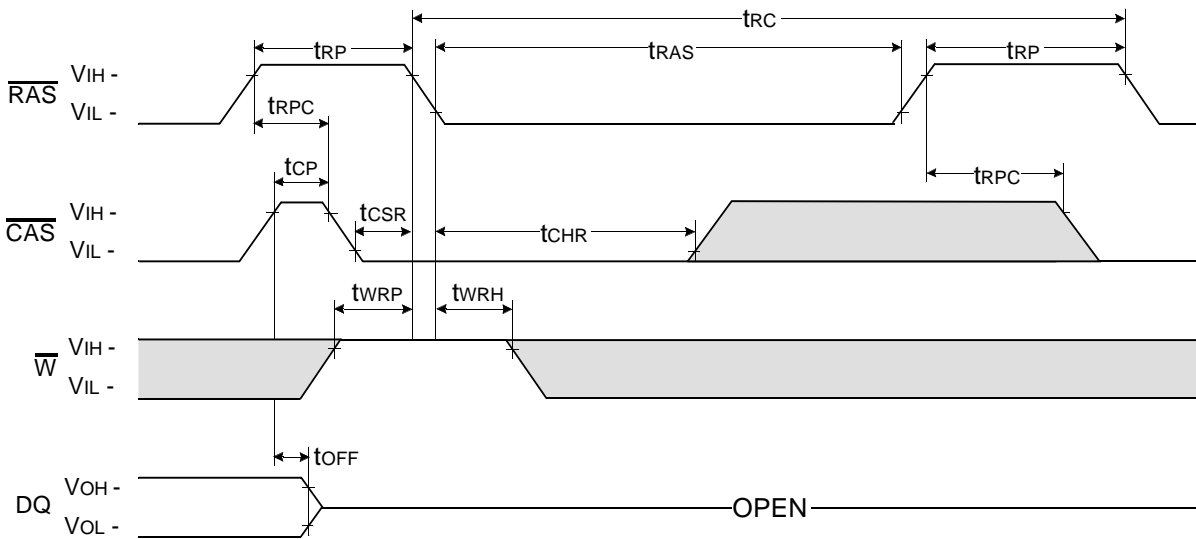 tRC
tRP
tRAS
tRP
RAS
VIH -
VIL -
tRPC
tCP
tRPC
CAS
VIH -
VIL -
tCSR
tCHR
tWRP
tWRH
W
VIH -
VIL -
tOFF
DQ
VOH -
VOL -
OPEN